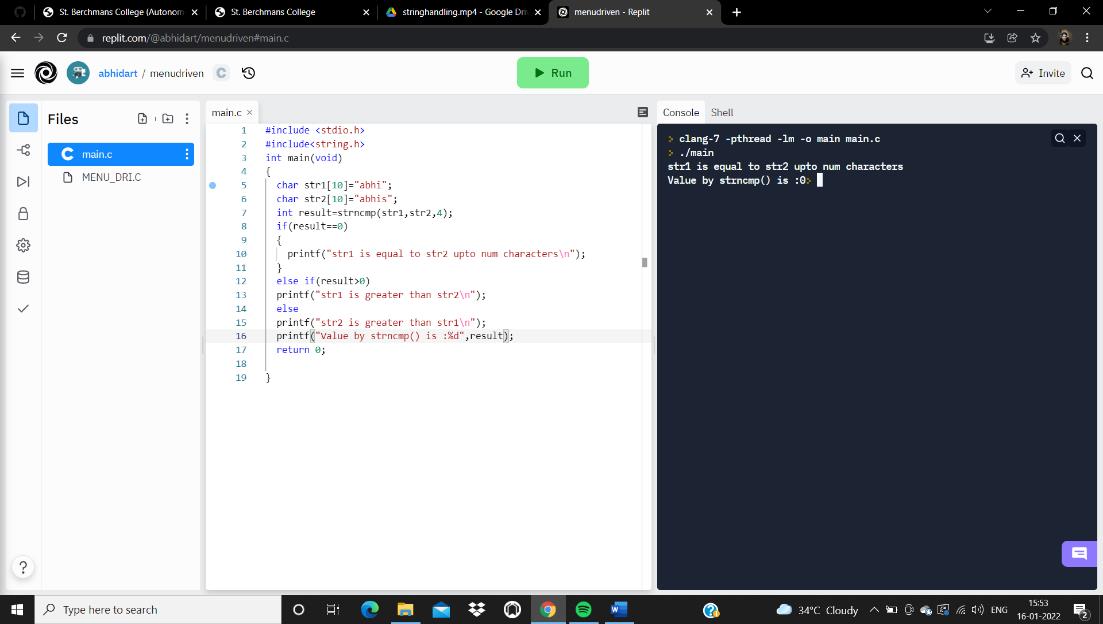 St. Berchmans College (Autonom
St. Berchmans College
stringhandling.mp4 - Google Dri
menudriven - Replit
replit.com/@abhidart/menudriven#main.c
abhidart / menudriven
C
Run
Invite
Files
main.c
Console
Shell
C main.c
MENU_DRI.C
1 #include <stdio.h>
2 #include<string.h>
3 int main(void)
4 {
5 char str1[10]="abhi";
6 char str2[10]="abhis";
7 int result=strncmp(str1,str2,4);
8 if(result==0)
9 {
10 printf("str1 is equal to str2 upto num characters\n");
11 }
12 else if(result>0)
13 printf("str1 is greater than str2\n");
14 else
15 printf("str2 is greater than str1\n");
16 printf("Value by strncmp() is :%d",result);
17 return 0;
18
19 }
> clang-7 -pthread -lm -o main main.c
> ./main
str1 is equal to str2 upto num characters
Value by strncmp() is :0>
?
Type here to search
34°C Cloudy
ENG
15:53
16-01-2022
2